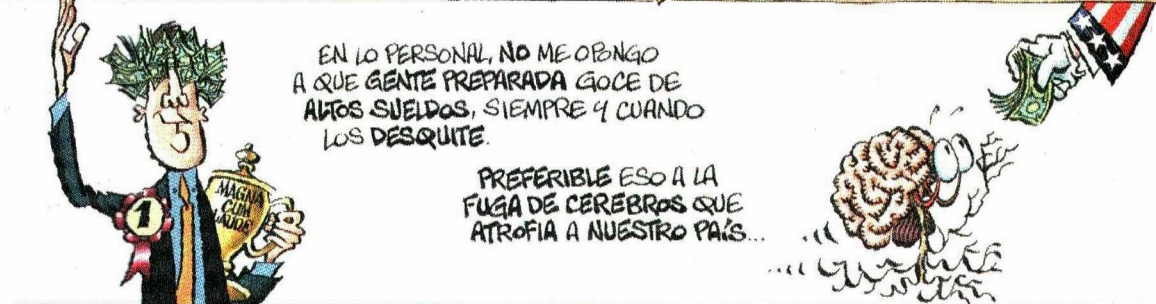 EN LO PERSONAL, NO ME OPONGO
A QUE GENTE PREPARADA GOCE DE
ALTOS SUELDOS, SIEMPRE Y CUANDO
LOS DESQUITE.
PREFERIBLE ESO A LA
FUGA DE CEREBROS QUE
ATROFIA A NUESTRO PAÍS...
MAGNA
CUM
LAUDE
1